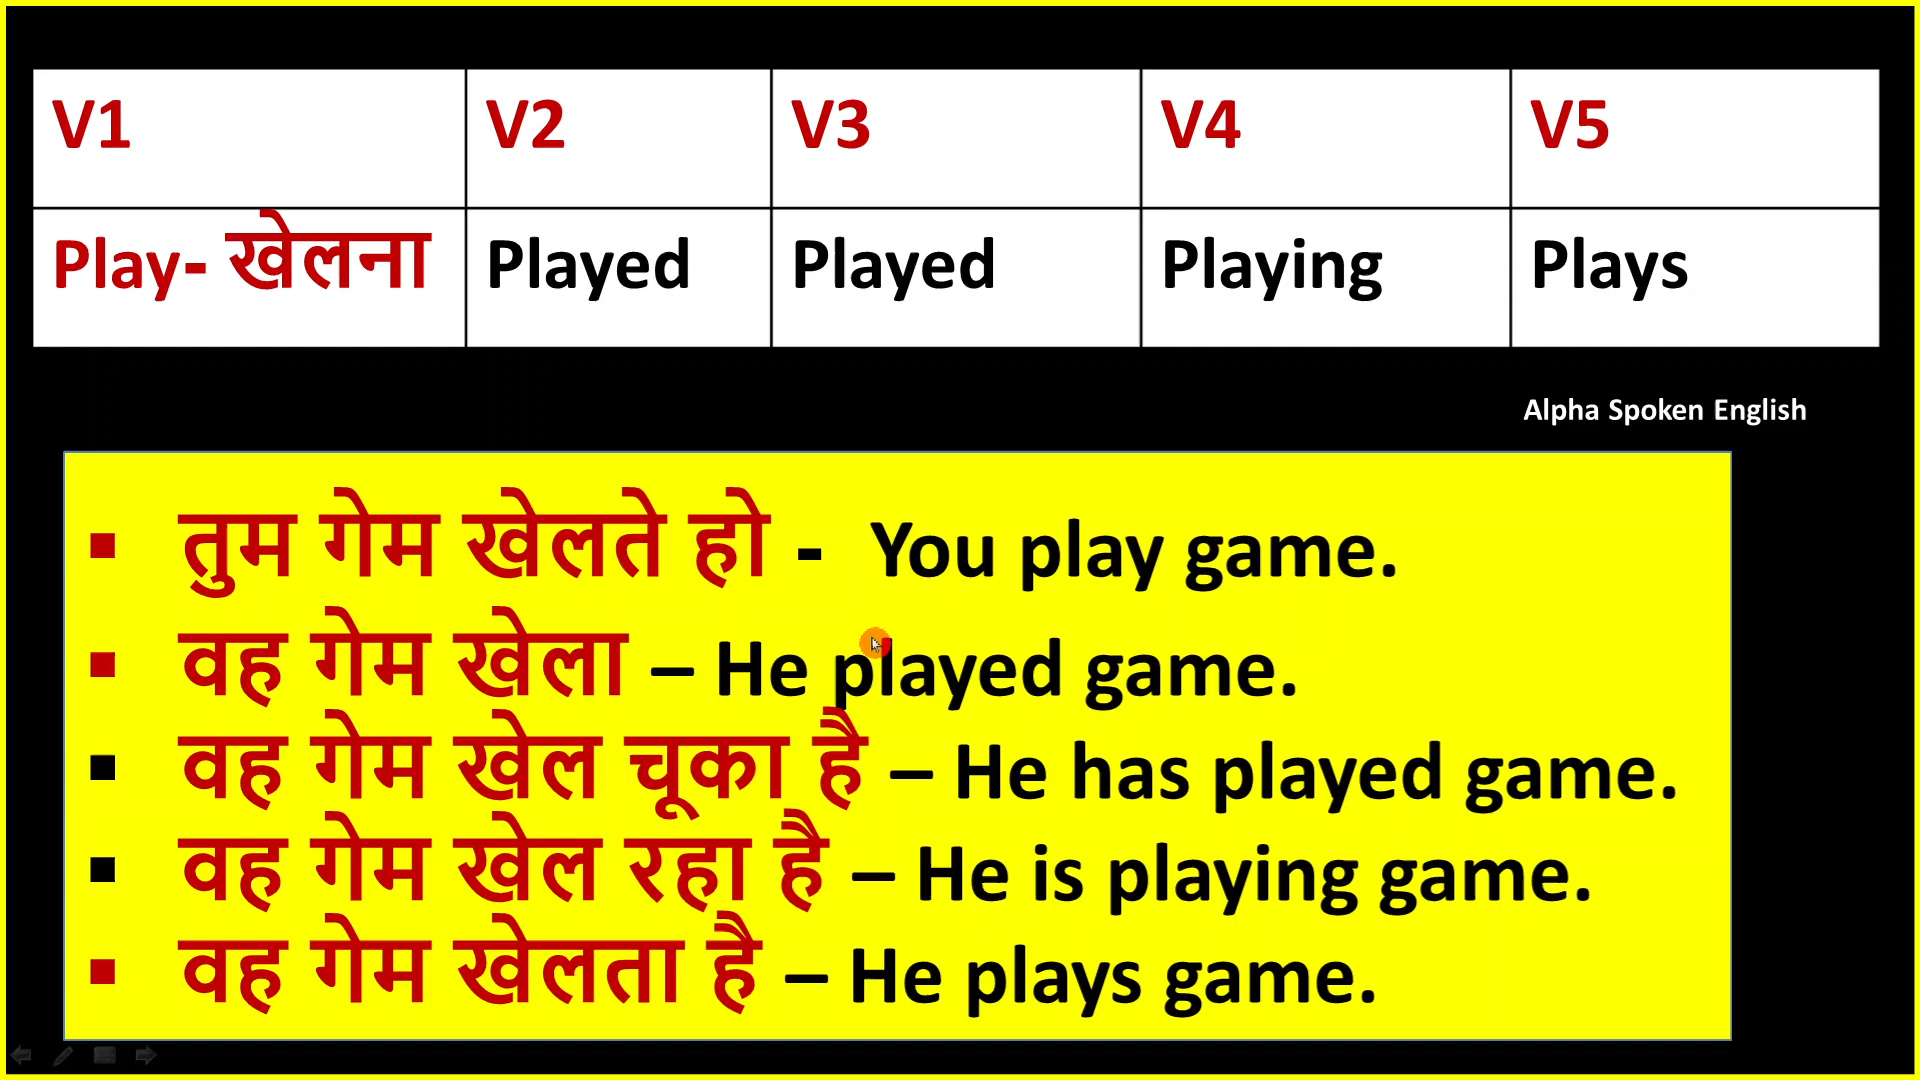 V1 V2 V3 V4 V5
Play- खेलना Played Played Playing Plays
Alpha Spoken English
▪ तुम गेम खेलते हो - You play game.
▪ वह गेम खेला – He played game.
▪ वह गेम खेल चूका है – He has played game.
▪ वह गेम खेल रहा है – He is playing game.
▪ वह गेम खेलता है – He plays game.